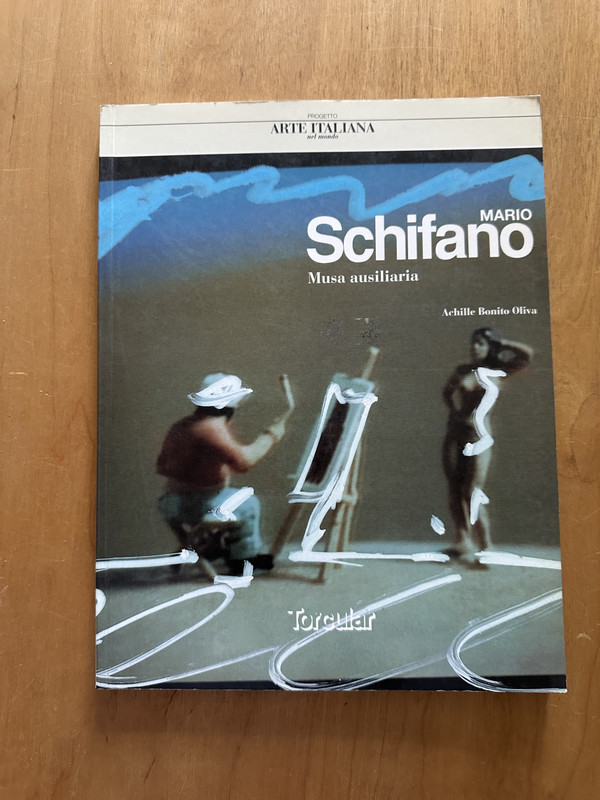 PROGETTO
ARTE ITALIANA
nel mondo
MARIO
Schifano
Musa ausiliaria
Achille Bonito Oliva
Torcular